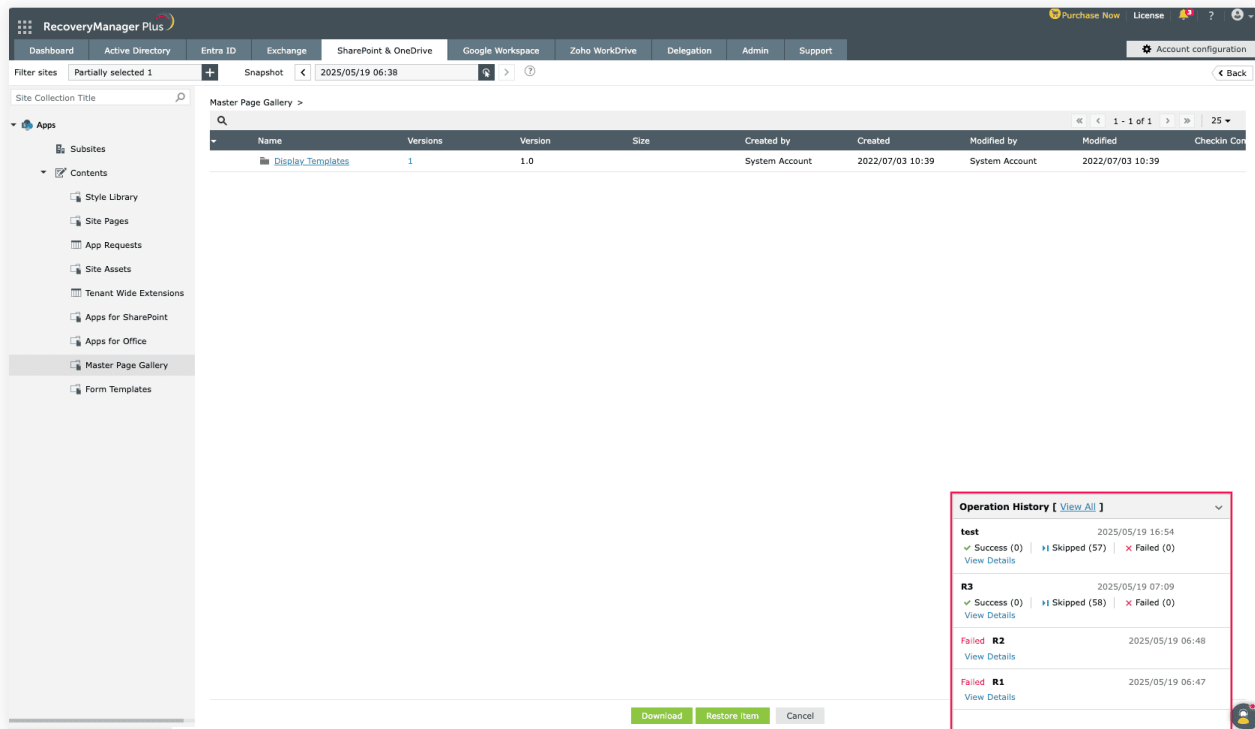 RecoveryManager Plus
Purchase Now License 3 ?
Dashboard Active Directory Entra ID Exchange SharePoint & OneDrive Google Workspace Zoho WorkDrive Delegation Admin Support Account configuration
Filter sites Partially selected 1 + Snapshot 2025/05/19 06:38 ? Back
Site Collection Title
Apps
Subsites
Contents
Style Library
Site Pages
App Requests
Site Assets
Tenant Wide Extensions
Apps for SharePoint
Apps for Office
Master Page Gallery
Form Templates
Master Page Gallery >
1 - 1 of 1 25
Name Versions Version Size Created by Created Modified by Modified Checkin Con
Display Templates 1 1.0 System Account 2022/07/03 10:39 System Account 2022/07/03 10:39
Operation History [ View All ]
test 2025/05/19 16:54
Success (0) Skipped (57) Failed (0)
View Details
R3 2025/05/19 07:09
Success (0) Skipped (58) Failed (0)
View Details
Failed R2 2025/05/19 06:48
View Details
Failed R1 2025/05/19 06:47
View Details
Download Restore item Cancel